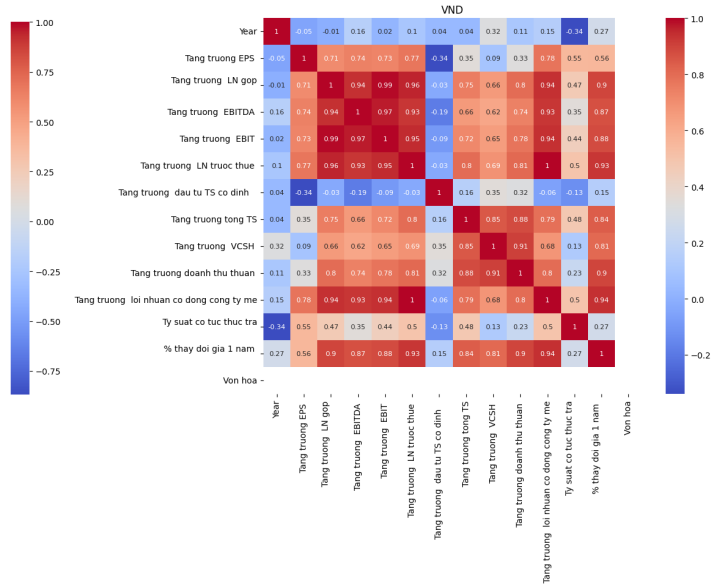 VND
1.00
0.75
0.50
0.25
0.00
−0.25
−0.50
−0.75
Year 1 -0.05 -0.01 0.16 0.02 0.1 0.04 0.04 0.32 0.11 0.15 -0.34 0.27
Tang truong EPS -0.05 1 0.71 0.74 0.73 0.77 -0.34 0.35 0.09 0.33 0.78 0.55 0.56
Tang truong LN gop -0.01 0.71 1 0.94 0.99 0.96 -0.03 0.75 0.66 0.8 0.94 0.47 0.9
Tang truong EBITDA 0.16 0.74 0.94 1 0.97 0.93 -0.19 0.66 0.62 0.74 0.93 0.35 0.87
Tang truong EBIT 0.02 0.73 0.99 0.97 1 0.95 -0.09 0.72 0.65 0.78 0.94 0.44 0.88
Tang truong LN truoc thue 0.1 0.77 0.96 0.93 0.95 1 -0.03 0.8 0.69 0.81 1 0.5 0.93
Tang truong dau tu TS co dinh 0.04 -0.34 -0.03 -0.19 -0.09 -0.03 1 0.16 0.35 0.32 -0.06 -0.13 0.15
Tang truong tong TS 0.04 0.35 0.75 0.66 0.72 0.8 0.16 1 0.85 0.88 0.79 0.48 0.84
Tang truong VCSH 0.32 0.09 0.66 0.62 0.65 0.69 0.35 0.85 1 0.91 0.68 0.13 0.81
Tang truong doanh thu thuan 0.11 0.33 0.8 0.74 0.78 0.81 0.32 0.88 0.91 1 0.8 0.23 0.9
Tang truong loi nhuan co dong cong ty me 0.15 0.78 0.94 0.93 0.94 1 -0.06 0.79 0.68 0.8 1 0.5 0.94
Ty suat co tuc thuc tra -0.34 0.55 0.47 0.35 0.44 0.5 -0.13 0.48 0.13 0.23 0.5 1 0.27
% thay doi gia 1 nam 0.27 0.56 0.9 0.87 0.88 0.93 0.15 0.84 0.81 0.9 0.94 0.27 1
Von hoa
Year
Tang truong EPS
Tang truong LN gop
Tang truong EBITDA
Tang truong EBIT
Tang truong LN truoc thue
Tang truong dau tu TS co dinh
Tang truong tong TS
Tang truong VCSH
Tang truong doanh thu thuan
Tang truong loi nhuan co dong cong ty me
Ty suat co tuc thuc tra
% thay doi gia 1 nam
Von hoa
1.0
0.8
0.6
0.4
0.2
0.0
−0.2